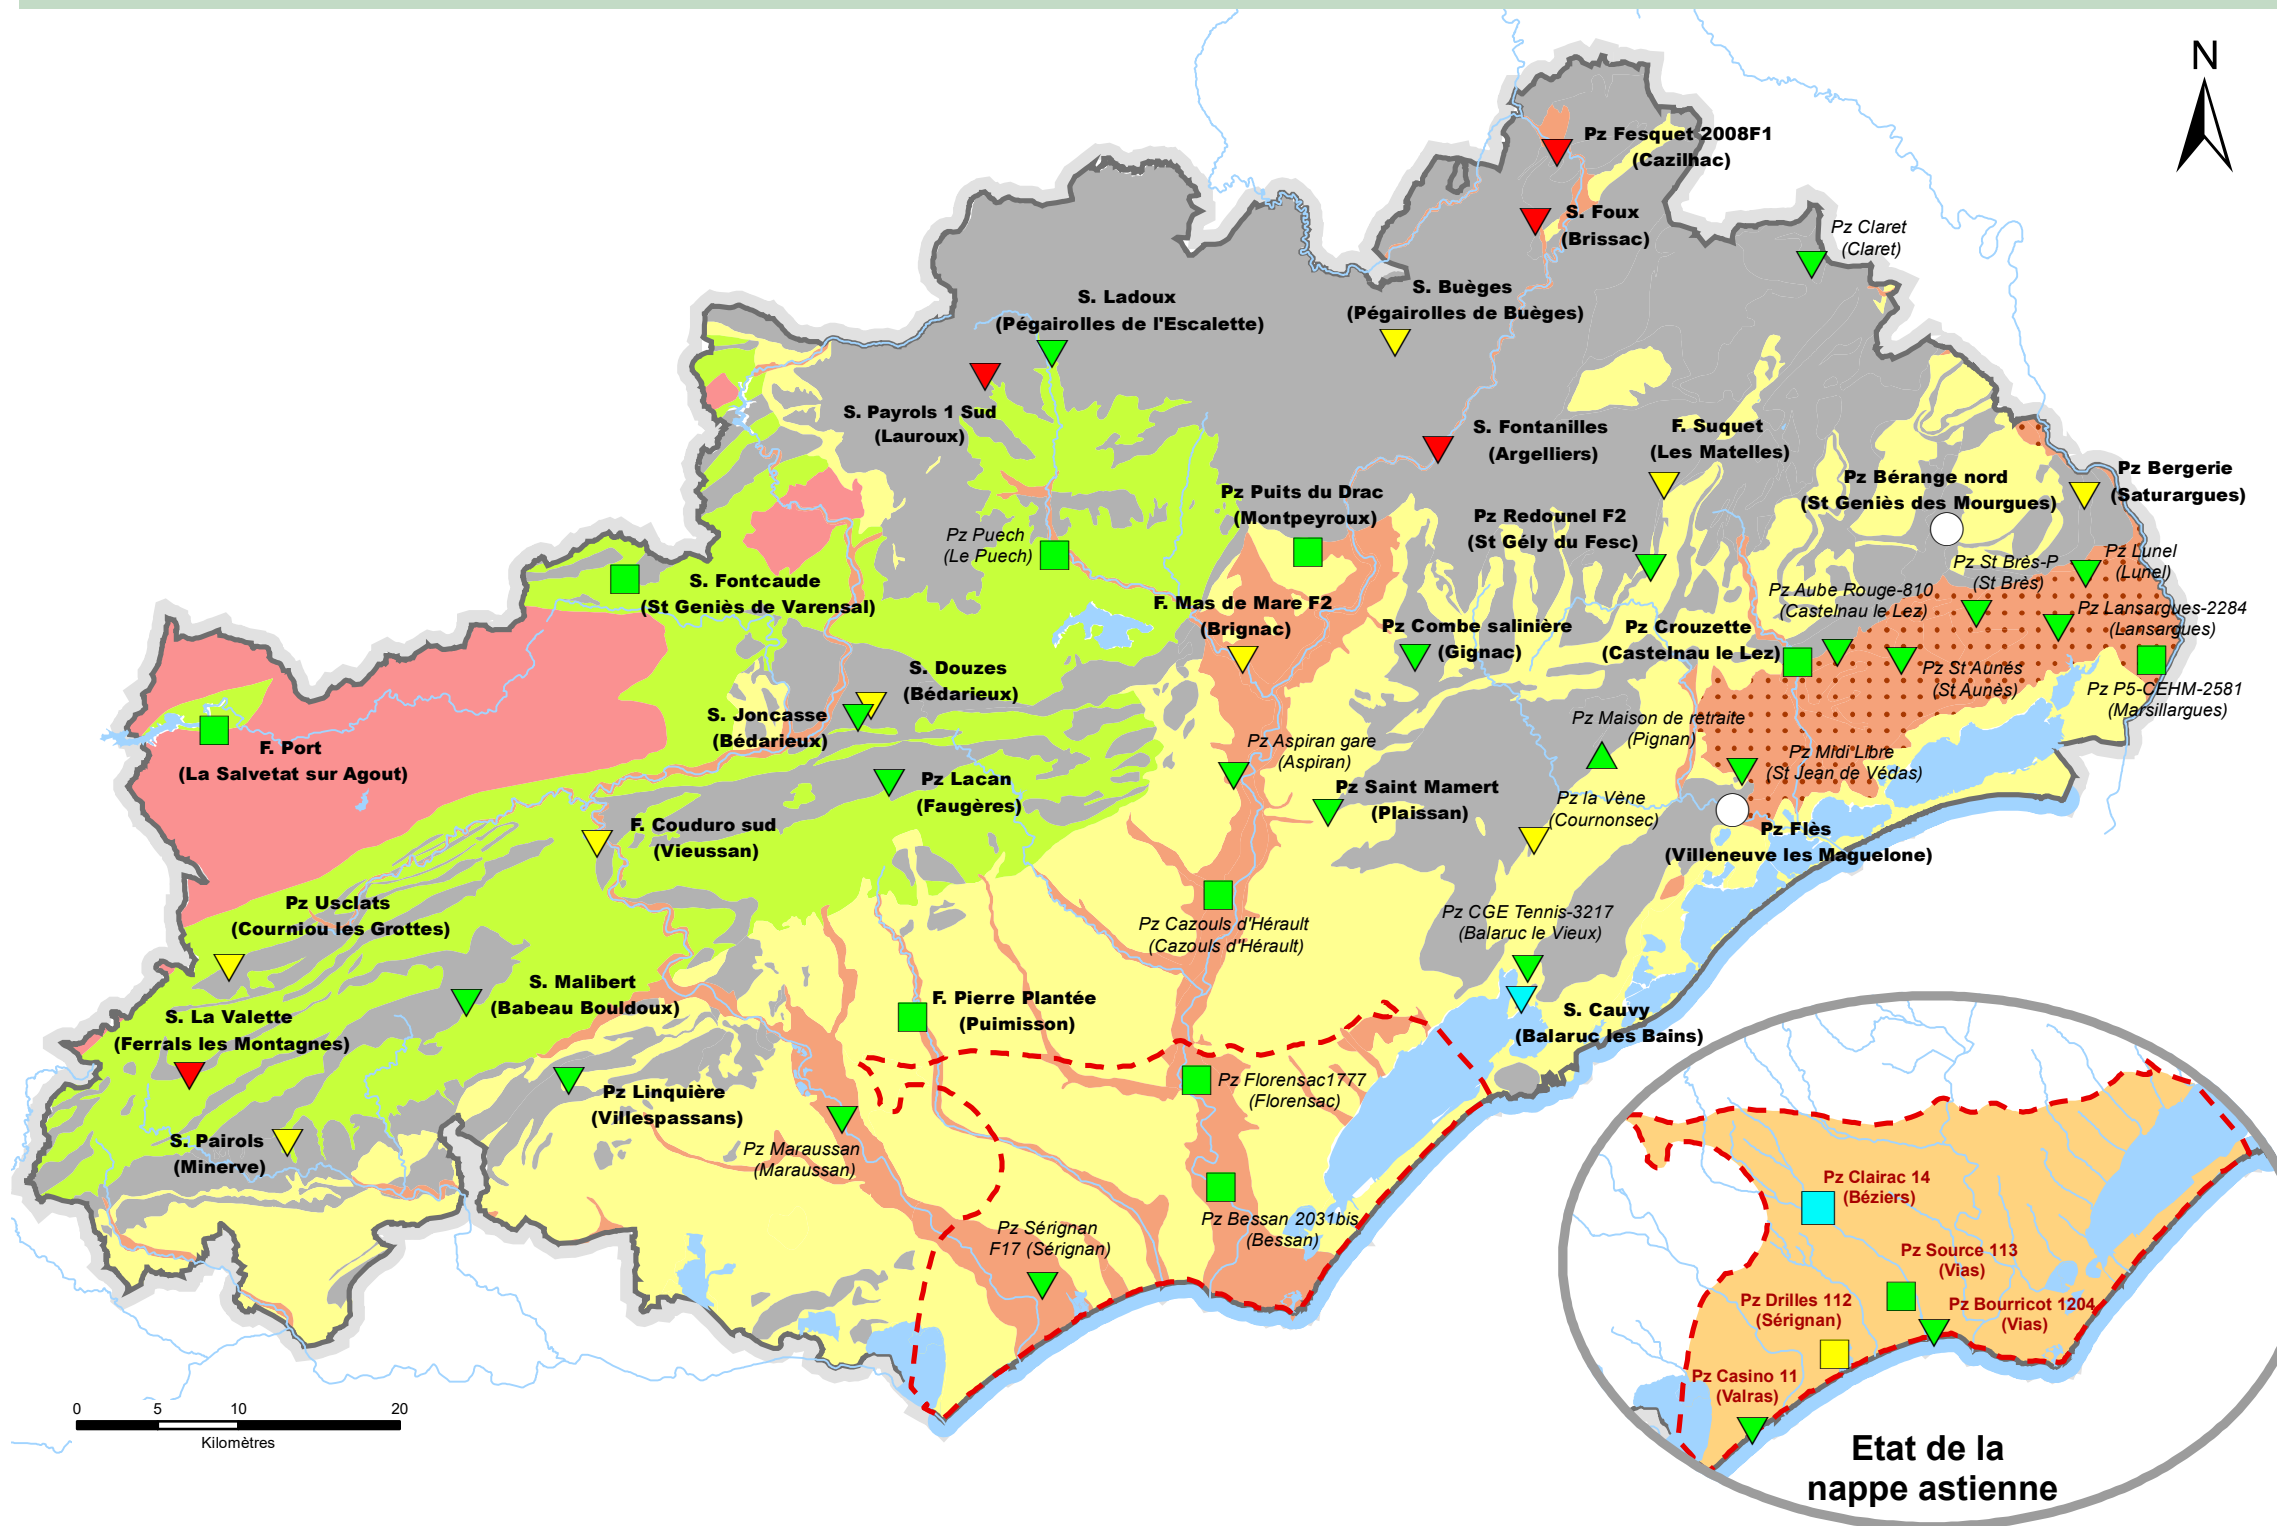 N
Pz Fesquet 2008F1
(Cazilhac)
S. Foux
(Brissac)
Pz Claret
(Claret)
S. Ladoux
(Pégairolles de l'Escalette)
S. Buèges
(Pégairolles de Buèges)
S. Payrols 1 Sud
(Lauroux)
S. Fontanilles
(Argelliers)
F. Suquet
(Les Matelles)
Pz Bérange nord
(St Geniès des Mourgues)
Pz Bergerie
(Saturargues)
Pz Puits du Drac
(Montpeyroux)
Pz Redounel F2
(St Gély du Fesc)
Pz Puech
(Le Puech)
Pz St Brès-P
(St Brès)
Pz Lunel
(Lunel)
S. Fontcaude
(St Geniès de Varensal)
Pz Aube Rouge-810
(Castelnau le Lez)
Pz Lansargues-2284
(Lansargues)
F. Mas de Mare F2
(Brignac)
Pz Combe salinière
(Gignac)
Pz Crouzette
(Castelnau le Lez)
S. Douzes
(Bédarieux)
Pz St Aunés
(St Aunès)
Pz P5-CEHM-2581
(Marsillargues)
S. Joncasse
(Bédarieux)
Pz Maison de retraite
(Pignan)
F. Port
(La Salvetat sur Agout)
Pz Aspiran gare
(Aspiran)
Pz Midi Libre
(St Jean de Védas)
Pz Lacan
(Faugères)
Pz Saint Mamert
(Plaissan)
Pz la Vène
(Cournonsec)
F. Couduro sud
(Vieussan)
Pz Flès
(Villeneuve les Maguelone)
Pz Usclats
(Courniou les Grottes)
Pz Cazouls d'Hérault
(Cazouls d'Hérault)
Pz CGE Tennis-3217
(Balaruc le Vieux)
S. Malibert
(Babeau Bouldoux)
F. Pierre Plantée
(Puimisson)
S. La Valette
(Ferrals les Montagnes)
S. Cauvy
(Balaruc les Bains)
Pz Linquière
(Villespassans)
Pz Florensac1777
(Florensac)
S. Pairols
(Minerve)
Pz Maraussan
(Maraussan)
Pz Sérignan
F17 (Sérignan)
Pz Bessan 2031bis
(Bessan)
Pz Clairac 14
(Béziers)
Pz Source 113
(Vias)
Pz Drilles 112
(Sérignan)
Pz Bourricot 1204
(Vias)
Pz Casino 11
(Valras)
Etat de la
nappe astienne
0 5 10 20
Kilomètres